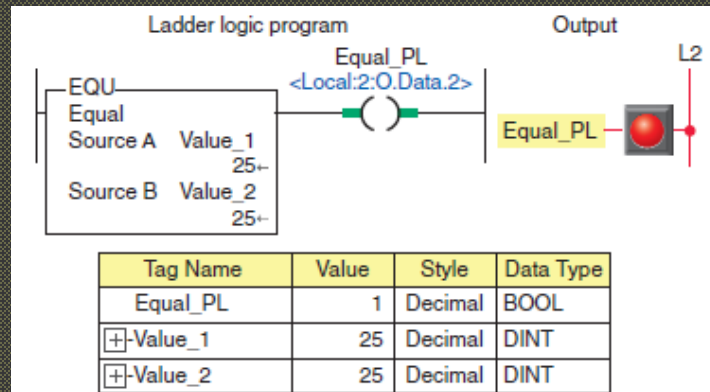 Ladder logic program
Output
Equal_PL
<Local:2:O.Data.2>
L2
EQU
Equal
Source A Value_1
25←
Source B Value_2
25←
Equal_PL
Tag Name Value Style Data Type
Equal_PL 1 Decimal BOOL
+-Value_1 25 Decimal DINT
+-Value_2 25 Decimal DINT